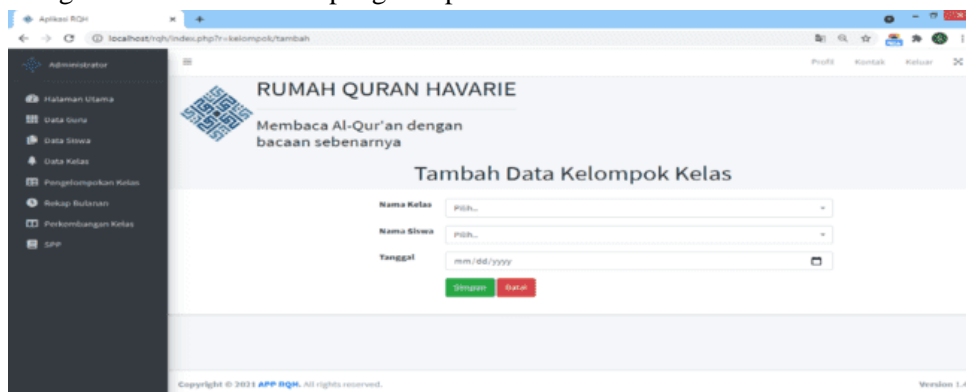 Aplikasi RQH
localhost/rqh/index.php?r=kelompok/tambah
Administrator
Profil Kontak Keluar
Halaman Utama
Data Guru
Data Siswa
Data Kelas
Pengelompokan Kelas
Rekap Bulanan
Perkembangan Kelas
SPP
RUMAH QURAN HAVARIE
Membaca Al-Qur'an dengan
bacaan sebenarnya
Tambah Data Kelompok Kelas
Nama Kelas Pilih...
Nama Siswa Pilih...
Tanggal mm/dd/yyyy
Simpan Batal
Copyright © 2021 APP RQH. All rights reserved.
Version